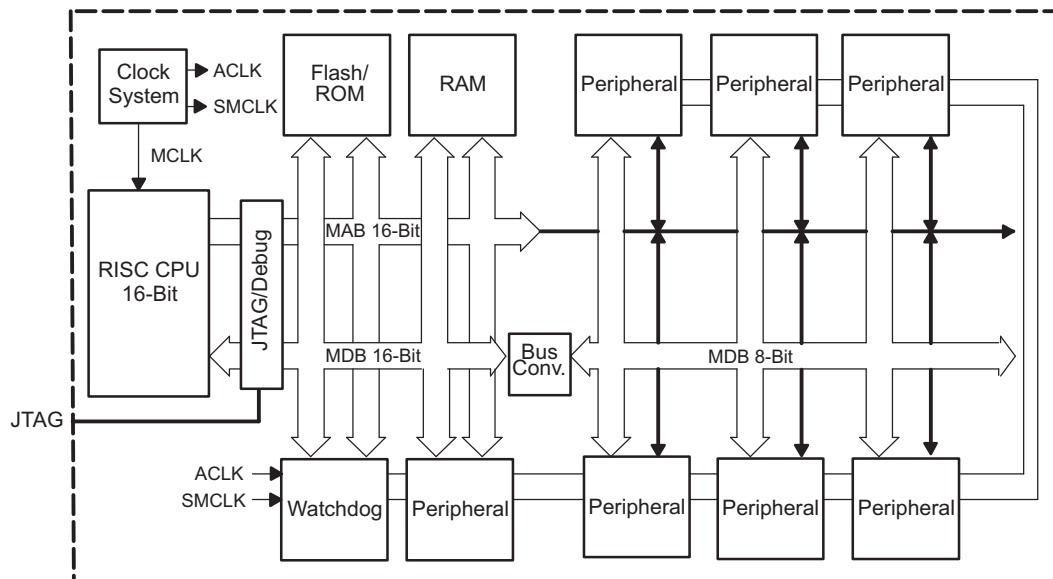 Clock
System
ACLK
SMCLK
MCLK
Flash/
ROM
RAM
Peripheral
Peripheral
Peripheral
RISC CPU
16-Bit
JTAG/Debug
MAB 16-Bit
MDB 16-Bit
Bus
Conv.
MDB 8-Bit
JTAG
ACLK
SMCLK
Watchdog
Peripheral
Peripheral
Peripheral
Peripheral